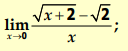 lim x→0 (√x+2 − √2)/x ;